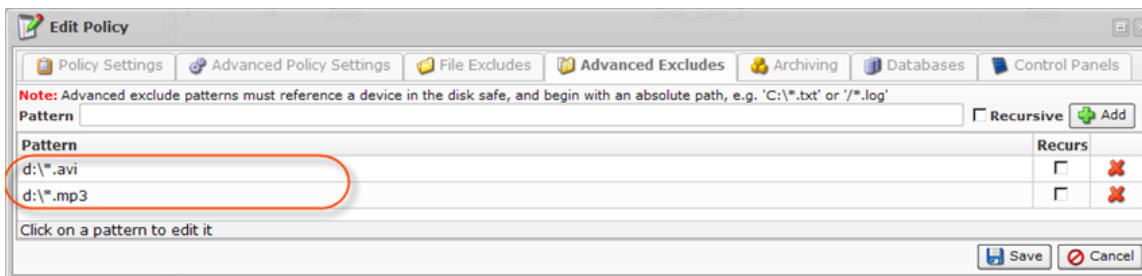 Edit Policy
Policy Settings Advanced Policy Settings File Excludes Advanced Excludes Archiving Databases Control Panels
Note: Advanced exclude patterns must reference a device in the disk safe, and begin with an absolute path, e.g. 'C:\*.txt' or '/*.log'
Pattern Recursive Add
Pattern Recurs
d:\*.avi
d:\*.mp3
Click on a pattern to edit it
Save Cancel